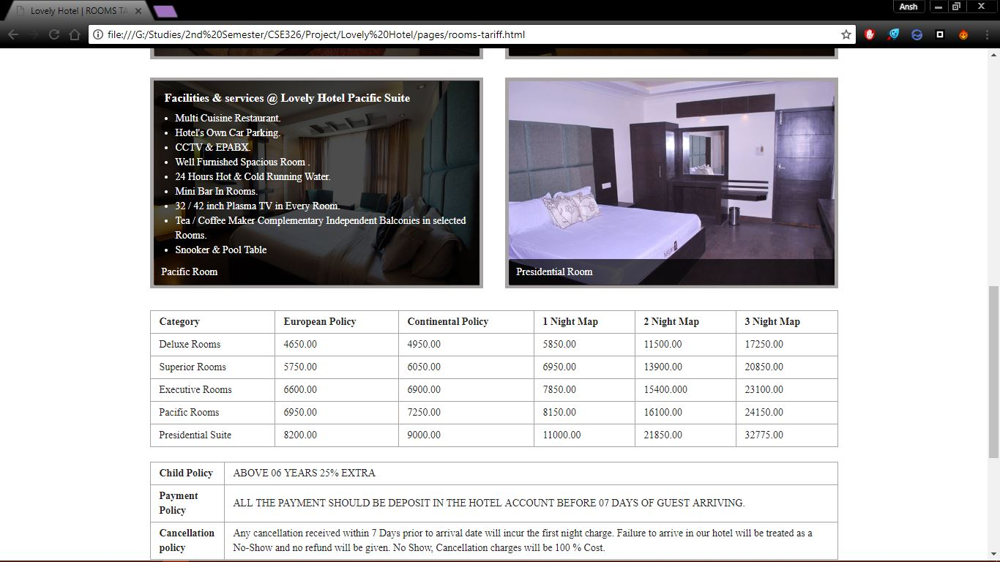 Lovely Hotel | ROOMS TA
Ansh
file:///G:/Studies/2nd%20Semester/CSE326/Project/Lovely%20Hotel/pages/rooms-tariff.html
Facilities & services @ Lovely Hotel Pacific Suite
Multi Cuisine Restaurant.
Hotel's Own Car Parking.
CCTV & EPABX.
Well Furnished Spacious Room .
24 Hours Hot & Cold Running Water.
Mini Bar In Rooms.
32 / 42 inch Plasma TV in Every Room.
Tea / Coffee Maker Complementary Independent Balconies in selected
Rooms.
Snooker & Pool Table
Pacific Room
Presidential Room
Category European Policy Continental Policy 1 Night Map 2 Night Map 3 Night Map
Deluxe Rooms 4650.00 4950.00 5850.00 11500.00 17250.00
Superior Rooms 5750.00 6050.00 6950.00 13900.00 20850.00
Executive Rooms 6600.00 6900.00 7850.00 15400.000 23100.00
Pacific Rooms 6950.00 7250.00 8150.00 16100.00 24150.00
Presidential Suite 8200.00 9000.00 11000.00 21850.00 32775.00
Child Policy ABOVE 06 YEARS 25% EXTRA
Payment
Policy
ALL THE PAYMENT SHOULD BE DEPOSIT IN THE HOTEL ACCOUNT BEFORE 07 DAYS OF GUEST ARRIVING.
Cancellation
policy
Any cancellation received within 7 Days prior to arrival date will incur the first night charge. Failure to arrive in our hotel will be treated as a
No-Show and no refund will be given. No Show, Cancellation charges will be 100 % Cost.